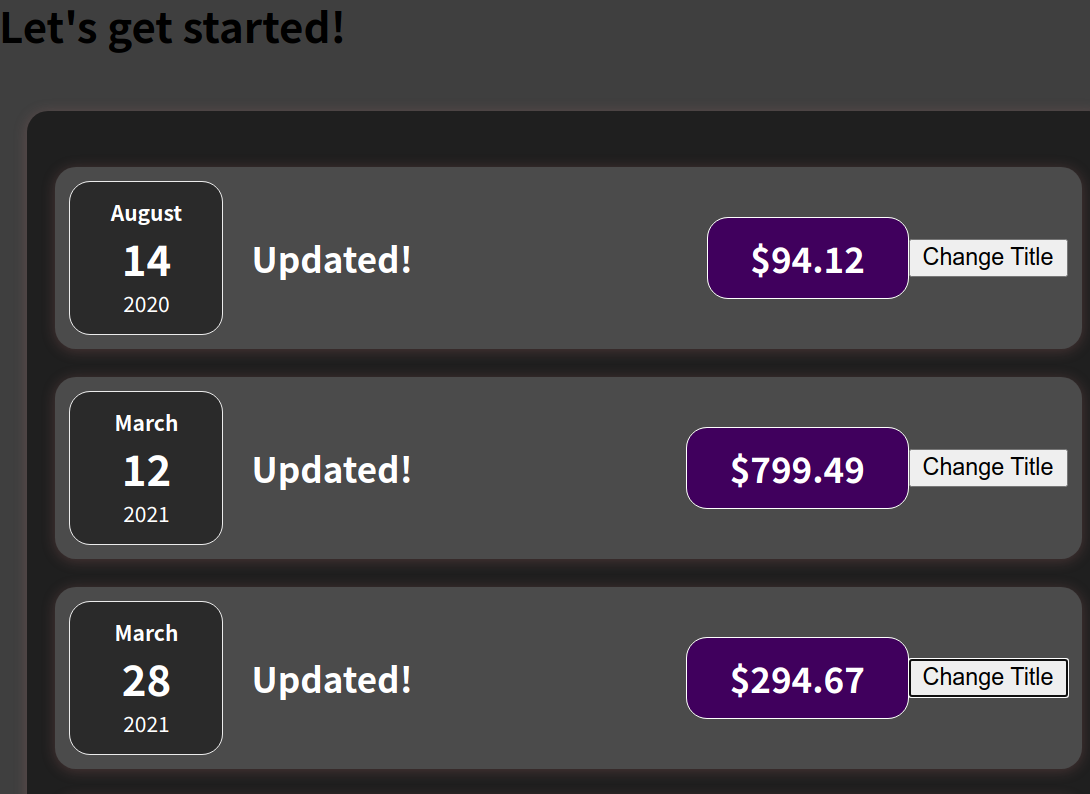 Let's get started!
August
14
2020
Updated!
$94.12
Change Title
March
12
2021
Updated!
$799.49
Change Title
March
28
2021
Updated!
$294.67
Change Title